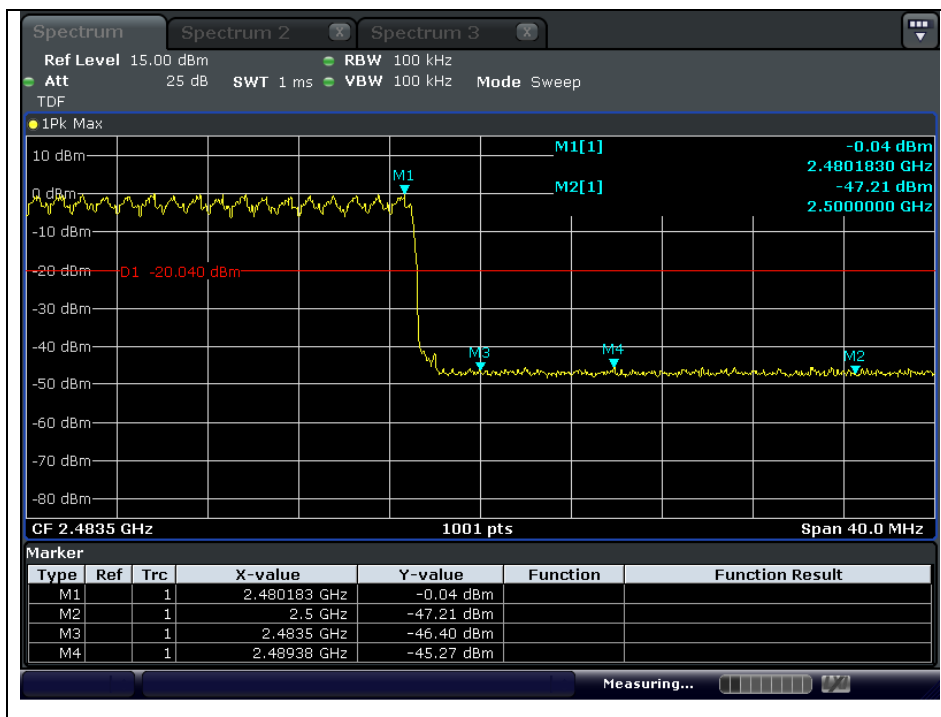 Spectrum Spectrum 2 X Spectrum 3 X
Ref Level 15.00 dBm RBW 100 kHz
Att 25 dB SWT 1 ms VBW 100 kHz Mode Sweep
TDF
1Pk Max
M1[1] -0.04 dBm
2.4801830 GHz
M2[1] -47.21 dBm
2.5000000 GHz
10 dBm
M1
0 dBm
-10 dBm
-20 dBm D1 -20.040 dBm
-30 dBm
-40 dBm
M3 M4 M2
-50 dBm
-60 dBm
-70 dBm
-80 dBm
CF 2.4835 GHz 1001 pts Span 40.0 MHz
Marker
Type Ref Trc X-value Y-value Function Function Result
M1 1 2.480183 GHz -0.04 dBm
M2 1 2.5 GHz -47.21 dBm
M3 1 2.4835 GHz -46.40 dBm
M4 1 2.48938 GHz -45.27 dBm
Measuring...